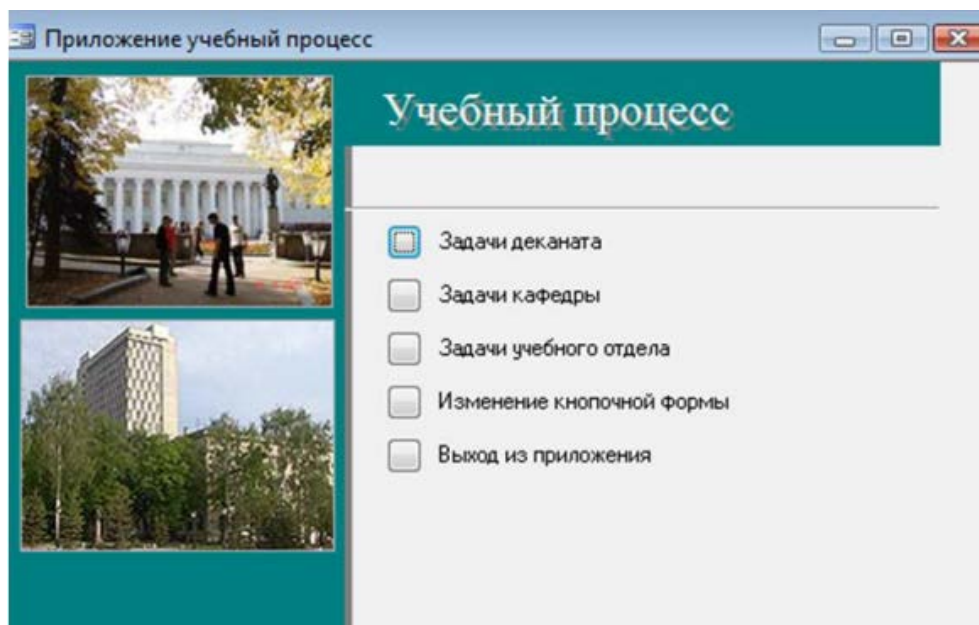 Приложение учебный процесс
Учебный процесс
Задачи деканата
Задачи кафедры
Задачи учебного отдела
Изменение кнопочной формы
Выход из приложения